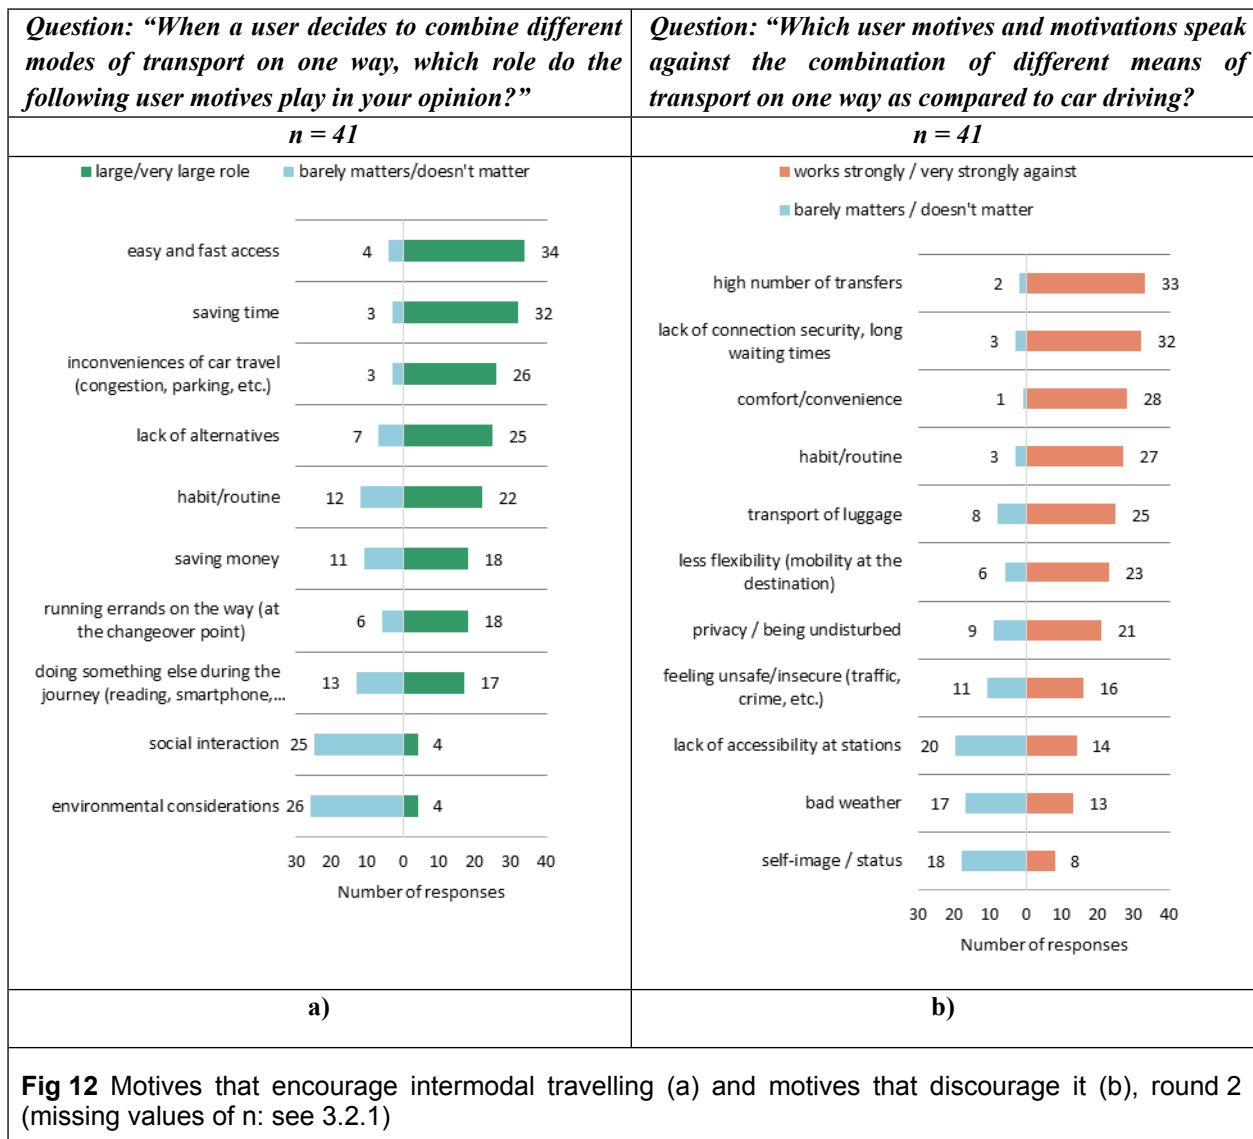 Question: “When a user decides to combine different
modes of transport on one way, which role do the
following user motives play in your opinion?”
n = 41
large/very large role barely matters/doesn't matter
easy and fast access 4 34
saving time 3 32
inconveniences of car travel
(congestion, parking, etc.) 3 26
lack of alternatives 7 25
habit/routine 12 22
saving money 11 18
running errands on the way (at
the changeover point) 6 18
doing something else during the
journey (reading, smartphone,... 13 17
social interaction 25 4
environmental considerations 26 4
30 20 10 0 10 20 30 40
Number of responses
a)
Question: “Which user motives and motivations speak
against the combination of different means of
transport on one way as compared to car driving?
n = 41
works strongly / very strongly against
barely matters / doesn't matter
high number of transfers 2 33
lack of connection security, long
waiting times 3 32
comfort/convenience 1 28
habit/routine 3 27
transport of luggage 8 25
less flexibility (mobility at the
destination) 6 23
privacy / being undisturbed 9 21
feeling unsafe/insecure (traffic,
crime, etc.) 11 16
lack of accessibility at stations 20 14
bad weather 17 13
self-image / status 18 8
30 20 10 0 10 20 30 40
Number of responses
b)
Fig 12 Motives that encourage intermodal travelling (a) and motives that discourage it (b), round 2
(missing values of n: see 3.2.1)